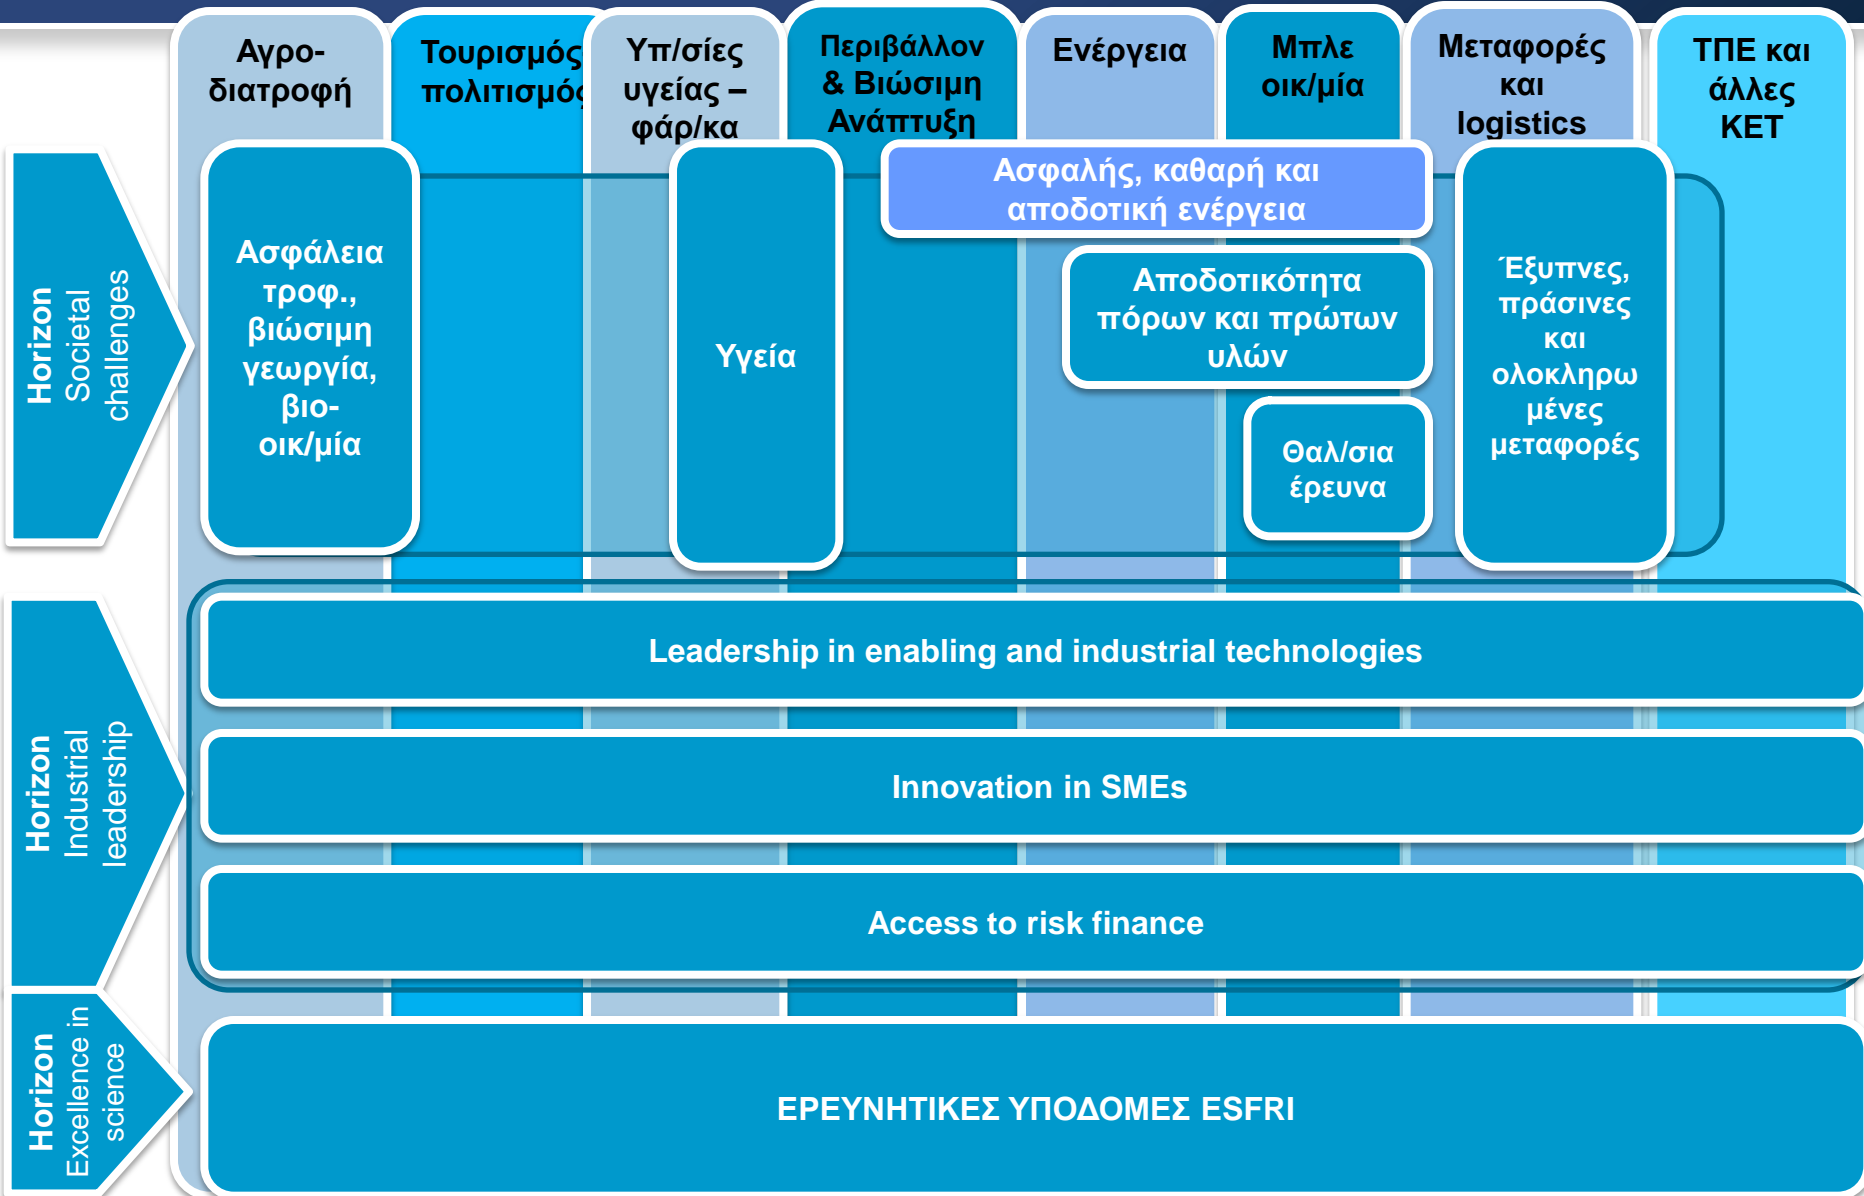 Αγρο-
διατροφή
Τουρισμός
πολιτισμός
Υπ/σίες
υγείας –
φάρ/κα
Περιβάλλον
& Βιώσιμη
Ανάπτυξη
Ενέργεια
Μπλε
οικ/μία
Μεταφορές
και
logistics
ΤΠΕ και
άλλες
ΚΕΤ
Horizon
Societal
challenges
Ασφάλεια
τροφ.,
βιώσιμη
γεωργία,
βιο-
οικ/μία
Υγεία
Ασφαλής, καθαρή και
αποδοτική ενέργεια
Αποδοτικότητα
πόρων και πρώτων
υλών
Θαλ/σια
έρευνα
Έξυπνες,
πράσινες
και
ολοκληρω
μένες
μεταφορές
Horizon
Industrial
leadership
Leadership in enabling and industrial technologies
Innovation in SMEs
Access to risk finance
Horizon
Excellence in
science
ΕΡΕΥΝΗΤΙΚΕΣ ΥΠΟΔΟΜΕΣ ESFRI